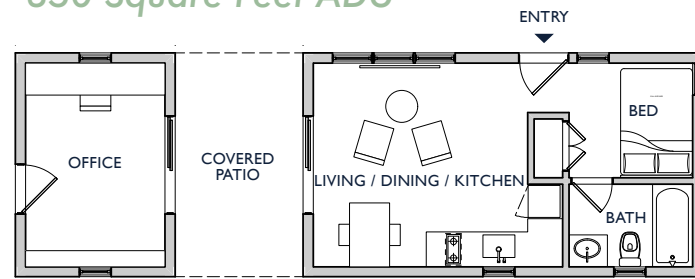 Square Feet ADU
ENTRY
BED
OFFICE
COVERED
PATIO
LIVING / DINING / KITCHEN
BATH